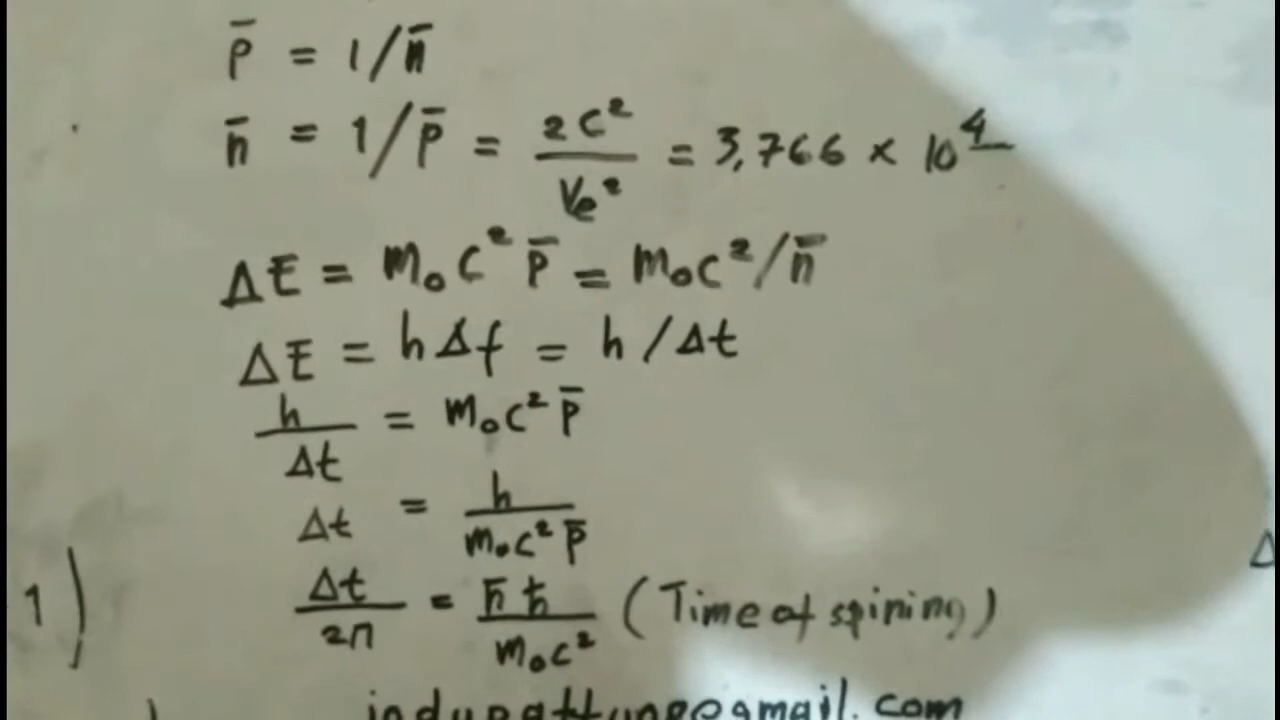 p̄ = 1/n̄
n̄ = 1/p̄ = 2c²/Ve² = 3,766 × 10⁴
ΔE = m₀c² p̄ = m₀c²/n̄
ΔE = hΔf = h/Δt
h/Δt = m₀c² p̄
Δt = h/m₀c² p̄
1) Δt/2π = n̄ ħ/m₀c² (Time of spining)
Δ